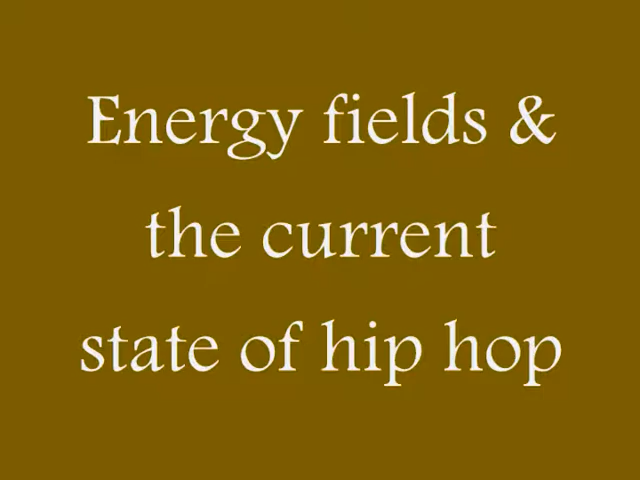 Energy fields &
the current
state of hip hop